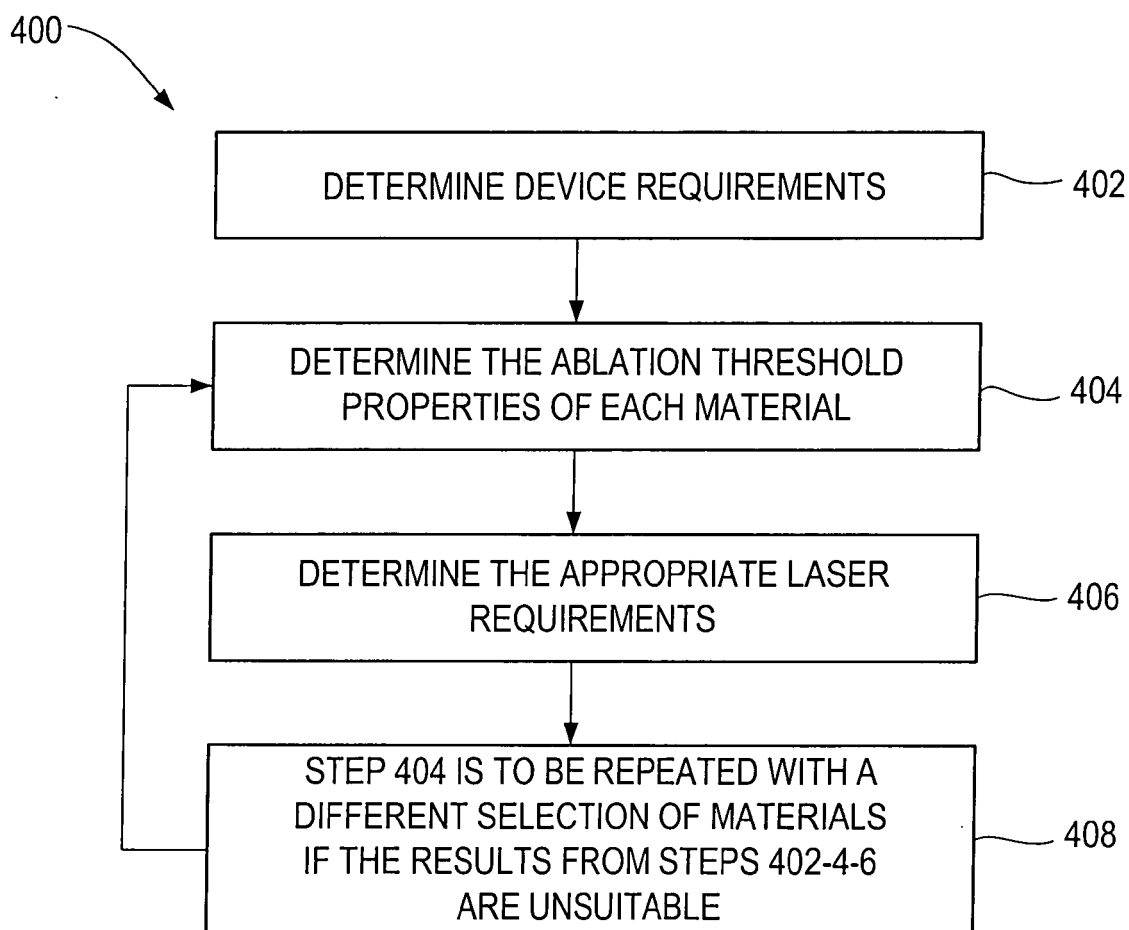 400
DETERMINE DEVICE REQUIREMENTS
402
DETERMINE THE ABLATION THRESHOLD
PROPERTIES OF EACH MATERIAL
404
DETERMINE THE APPROPRIATE LASER
REQUIREMENTS
406
STEP 404 IS TO BE REPEATED WITH A
DIFFERENT SELECTION OF MATERIALS
IF THE RESULTS FROM STEPS 402-4-6
ARE UNSUITABLE
408